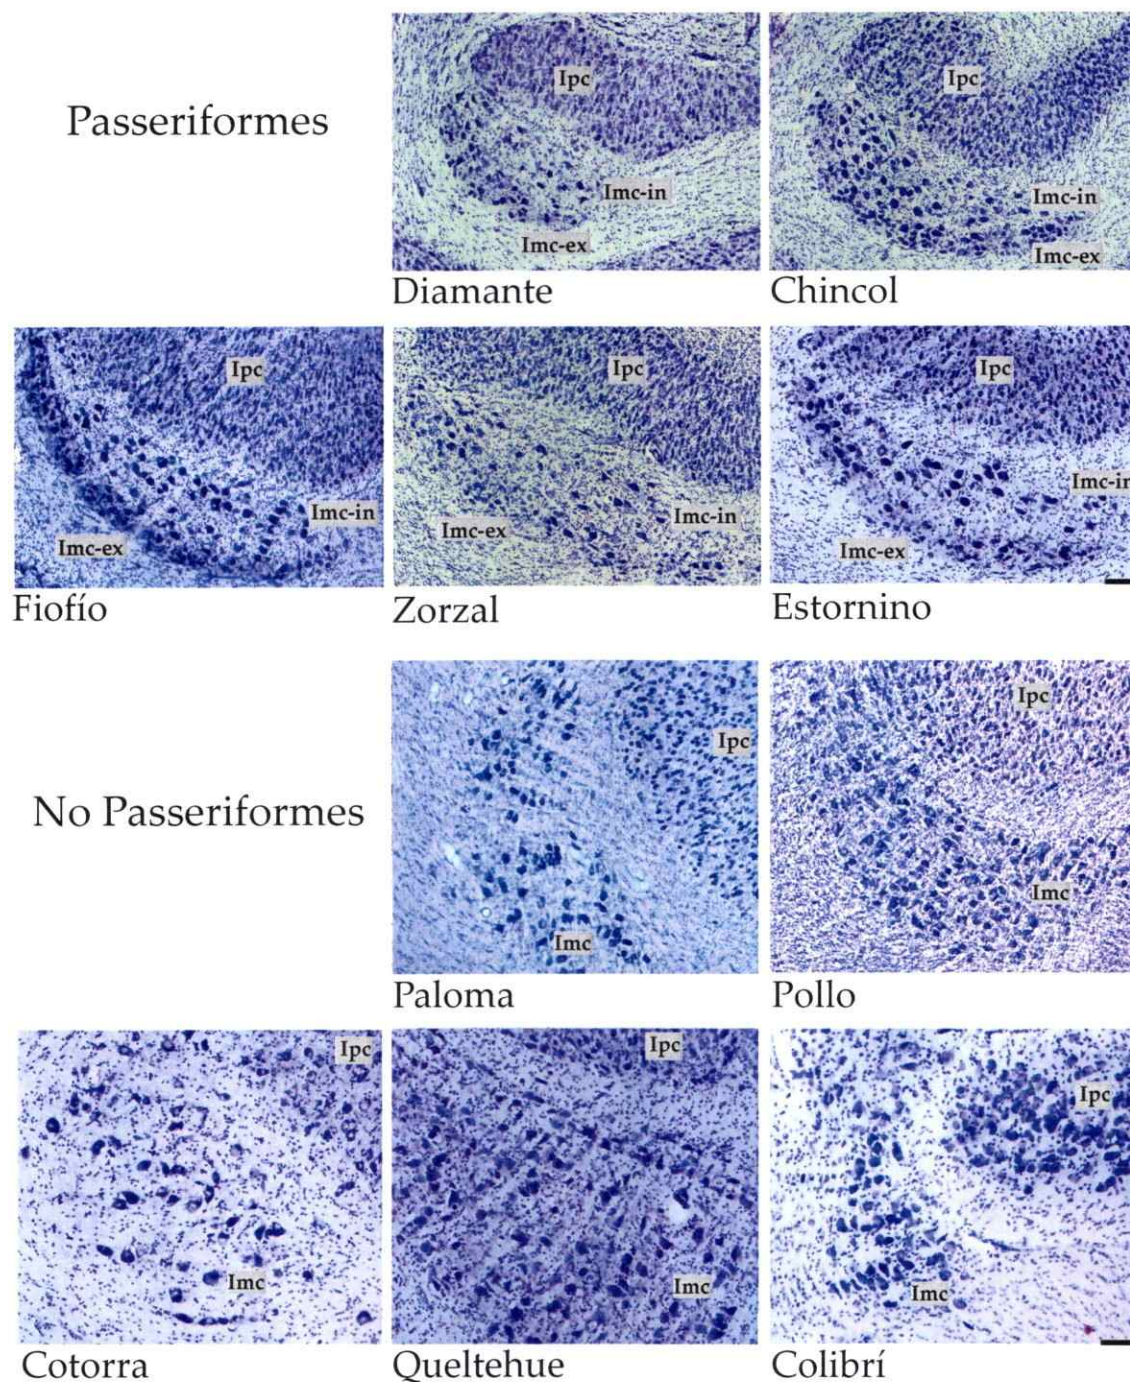 Passeriformes
Ipc
Imc-in
Imc-ex
Diamante
Ipc
Imc-in
Imc-ex
Chincol
Ipc
Imc-in
Imc-ex
Fiofío
Ipc
Imc-ex
Imc-in
Zorzal
Ipc
Imc-in
Imc-ex
Estornino
No Passeriformes
Ipc
Imc
Paloma
Ipc
Imc
Pollo
Ipc
Imc
Cotorra
Ipc
Imc
Queltehue
Ipc
Imc
Colibrí